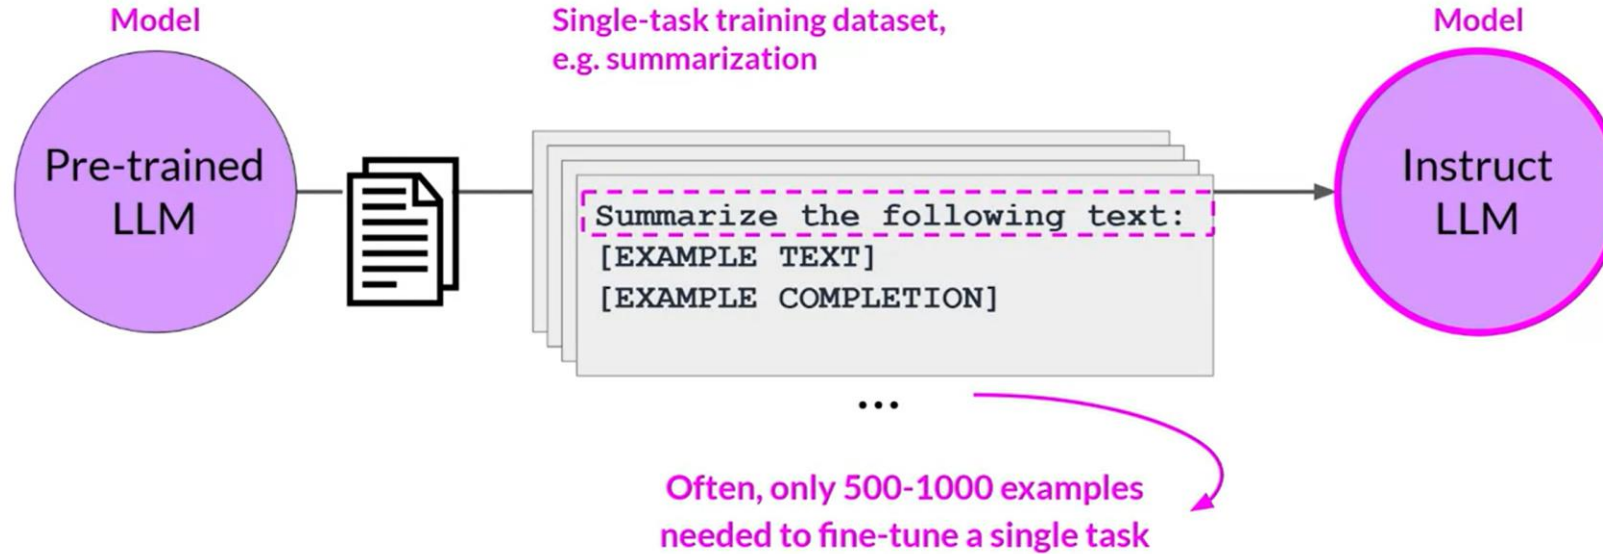 Model
Single-task training dataset,
e.g. summarization
Model
Pre-trained
LLM
Summarize the following text:
[EXAMPLE TEXT]
[EXAMPLE COMPLETION]
...
Instruct
LLM
Often, only 500-1000 examples
needed to fine-tune a single task